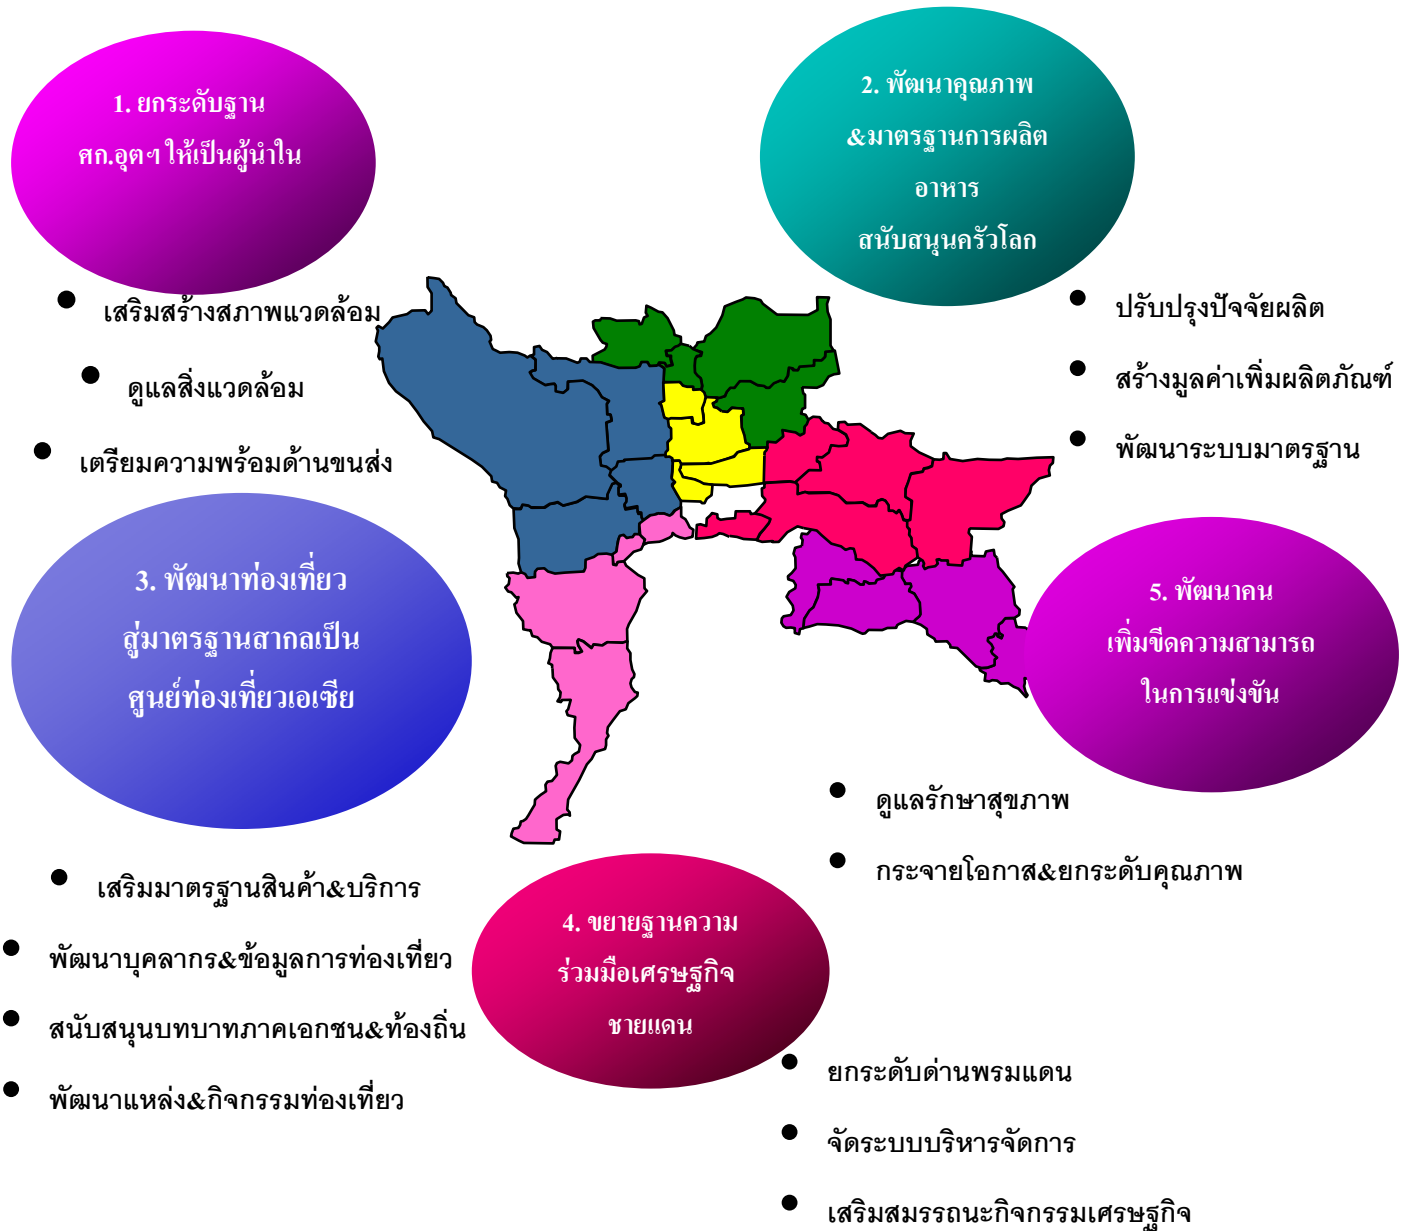 1. ยกระดับฐาน
ศก.อุตฯ ให้เป็นผู้นำใน
● เสริมสร้างสภาพแวดล้อม
● ดูแลสิ่งแวดล้อม
● เตรียมความพร้อมด้านขนส่ง
2. พัฒนาคุณภาพ
&มาตรฐานการผลิต
อาหาร
สนับสนุนครัวโลก
● ปรับปรุงปัจจัยผลิต
● สร้างมูลค่าเพิ่มผลิตภัณฑ์
● พัฒนาระบบมาตรฐาน
3. พัฒนาท่องเที่ยว
สู่มาตรฐานสากลเป็น
ศูนย์ท่องเที่ยวเอเซีย
● เสริมมาตรฐานสินค้า&บริการ
● พัฒนาบุคลากร&ข้อมูลการท่องเที่ยว
● สนับสนุนบทบาทภาคเอกชน&ท้องถิ่น
● พัฒนาแหล่ง&กิจกรรมท่องเที่ยว
4. ขยายฐานความ
ร่วมมือเศรษฐกิจ
ชายแดน
● ยกระดับด่านพรมแดน
● จัดระบบบริหารจัดการ
● เสริมสมรรถนะกิจกรรมเศรษฐกิจ
5. พัฒนาคน
เพิ่มขีดความสามารถ
ในการแข่งขัน
● ดูแลรักษาสุขภาพ
● กระจายโอกาส&ยกระดับคุณภาพ